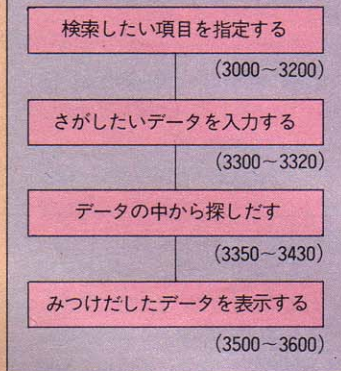 検索したい項目を指定する
(3000〜3200)
さがしたいデータを入力する
(3300〜3320)
データの中から探しだす
(3350〜3430)
みつけだしたデータを表示する
(3500〜3600)